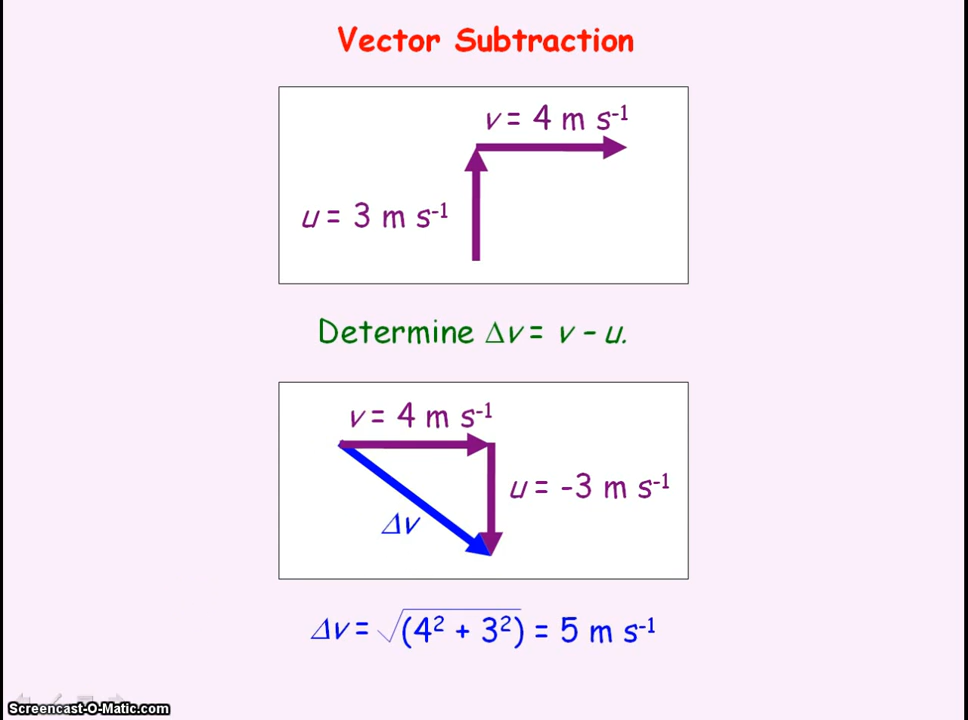 Vector Subtraction
v = 4 m s⁻¹
u = 3 m s⁻¹
Determine Δv = v – u.
v = 4 m s⁻¹
u = -3 m s⁻¹
Δv
Δv = √(4² + 3²) = 5 m s⁻¹
Screencast-O-Matic.com